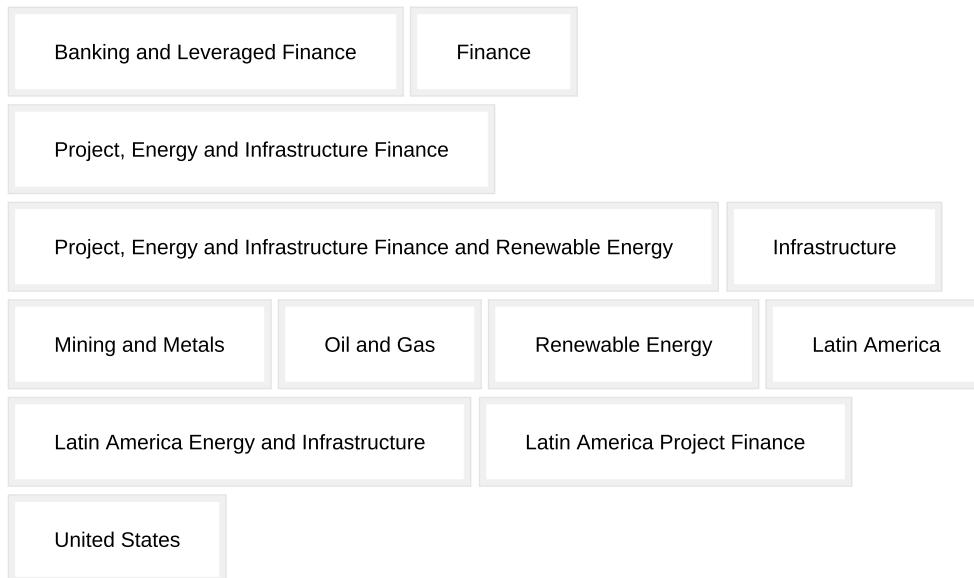 Banking and Leveraged Finance Finance
Project, Energy and Infrastructure Finance
Project, Energy and Infrastructure Finance and Renewable Energy Infrastructure
Mining and Metals Oil and Gas Renewable Energy Latin America
Latin America Energy and Infrastructure Latin America Project Finance
United States